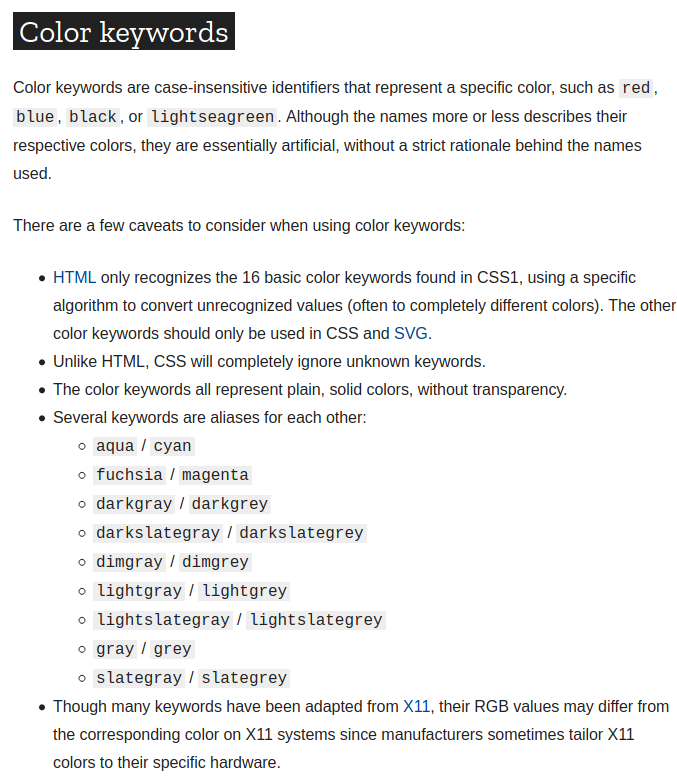 Color keywords
Color keywords are case-insensitive identifiers that represent a specific color, such as red,
blue, black, or lightseagreen. Although the names more or less describes their
respective colors, they are essentially artificial, without a strict rationale behind the names
used.
There are a few caveats to consider when using color keywords:
• HTML only recognizes the 16 basic color keywords found in CSS1, using a specific
algorithm to convert unrecognized values (often to completely different colors). The other
color keywords should only be used in CSS and SVG.
• Unlike HTML, CSS will completely ignore unknown keywords.
• The color keywords all represent plain, solid colors, without transparency.
• Several keywords are aliases for each other:
◦ aqua / cyan
◦ fuchsia / magenta
◦ darkgray / darkgrey
◦ darkslategray / darkslategrey
◦ dimgray / dimgrey
◦ lightgray / lightgrey
◦ lightslategray / lightslategrey
◦ gray / grey
◦ slategray / slategrey
• Though many keywords have been adapted from X11, their RGB values may differ from
the corresponding color on X11 systems since manufacturers sometimes tailor X11
colors to their specific hardware.